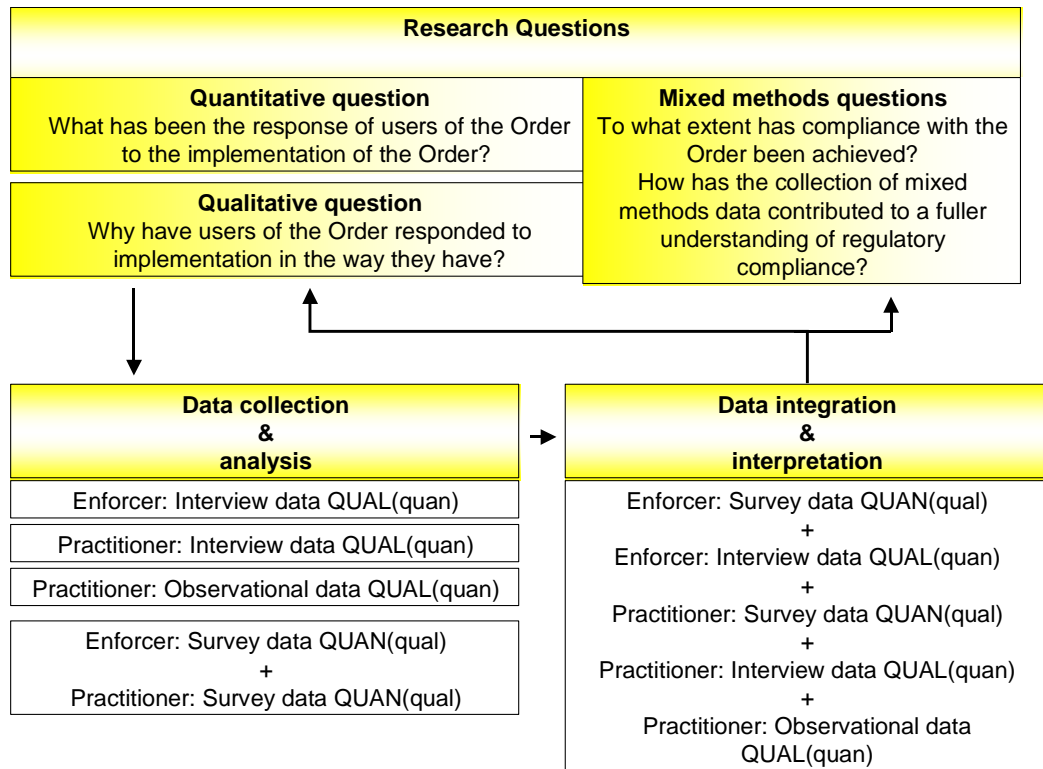 Research Questions
Quantitative question
What has been the response of users of the Order
to the implementation of the Order?
Qualitative question
Why have users of the Order responded to
implementation in the way they have?
Mixed methods questions
To what extent has compliance with the
Order been achieved?
How has the collection of mixed
methods data contributed to a fuller
understanding of regulatory
compliance?
Data collection
&
analysis
Enforcer: Interview data QUAL(quan)
Practitioner: Interview data QUAL(quan)
Practitioner: Observational data QUAL(quan)
Enforcer: Survey data QUAN(qual)
+
Practitioner: Survey data QUAN(qual)
Data integration
&
interpretation
Enforcer: Survey data QUAN(qual)
+
Enforcer: Interview data QUAL(quan)
+
Practitioner: Survey data QUAN(qual)
+
Practitioner: Interview data QUAL(quan)
+
Practitioner: Observational data
QUAL(quan)